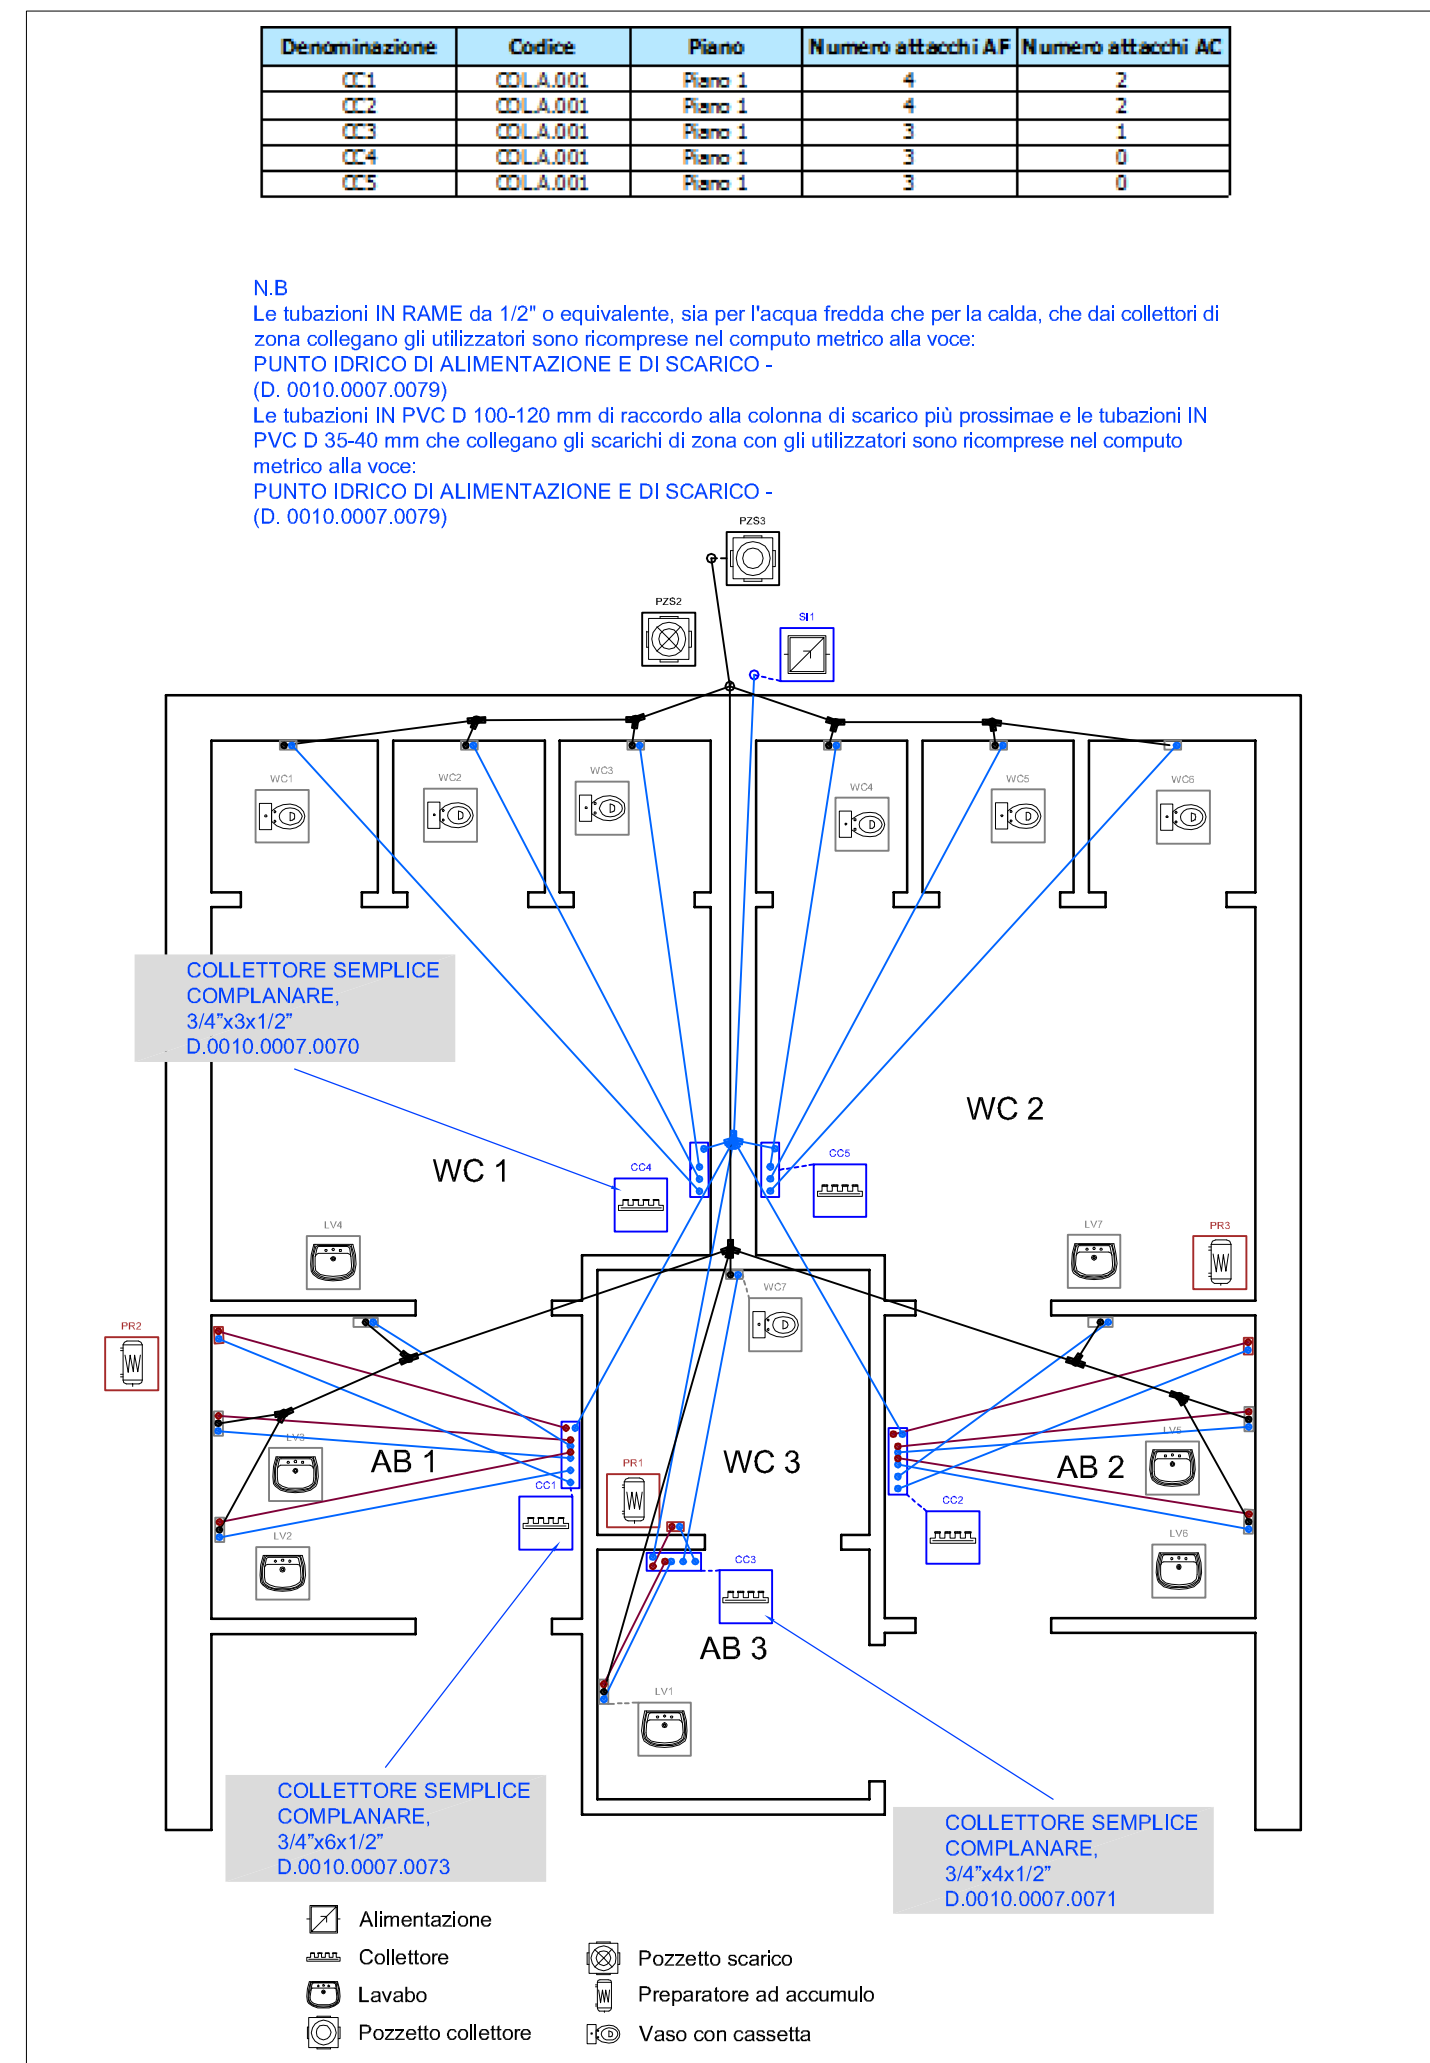 Denominazione Codice Piano Numero attacchi AF Numero attacchi AC
CC1 COL.A.001 Piano 1 4 2
CC2 COL.A.001 Piano 1 4 2
CC3 COL.A.001 Piano 1 3 1
CC4 COL.A.001 Piano 1 3 0
CC5 COL.A.001 Piano 1 3 0
N.B
Le tubazioni IN RAME da 1/2" o equivalente, sia per l'acqua fredda che per la calda, che dai collettori di
zona collegano gli utilizzatori sono ricomprese nel computo metrico alla voce:
PUNTO IDRICO DI ALIMENTAZIONE E DI SCARICO -
(D. 0010.0007.0079)
Le tubazioni IN PVC D 100-120 mm di raccordo alla colonna di scarico più prossimae e le tubazioni IN
PVC D 35-40 mm che collegano gli scarichi di zona con gli utilizzatori sono ricomprese nel computo
metrico alla voce:
PUNTO IDRICO DI ALIMENTAZIONE E DI SCARICO -
(D. 0010.0007.0079)
PZS3
PZS2
SI1
WC1
WC2
WC3
WC4
WC5
WC6
COLLETTORE SEMPLICE
COMPLANARE,
3/4”x3x1/2”
D.0010.0007.0070
WC 2
WC 1
CC4
CC5
LV4
LV7
PR3
WC7
PR2
LV3
AB 1
WC 3
AB 2
LV5
PR1
CC1
CC2
LV2
LV6
CC3
AB 3
LV1
COLLETTORE SEMPLICE
COMPLANARE,
3/4”x6x1/2”
D.0010.0007.0073
COLLETTORE SEMPLICE
COMPLANARE,
3/4”x4x1/2”
D.0010.0007.0071
Alimentazione
Collettore
Lavabo
Pozzetto collettore
Pozzetto scarico
Preparatore ad accumulo
Vaso con cassetta